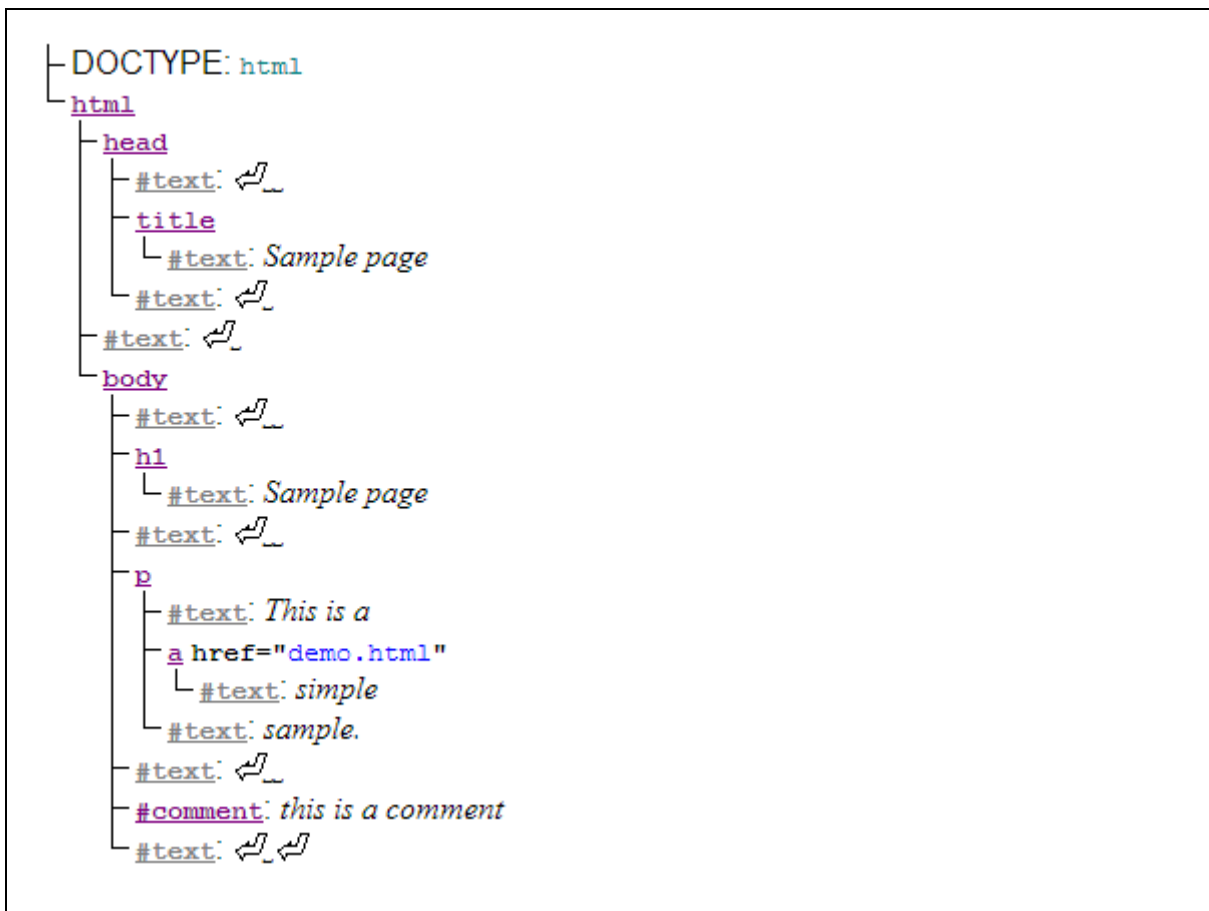 DOCTYPE: html
html
head
#text: ⏎␣␣
title
#text: Sample page
#text: ⏎␣
#text: ⏎␣
body
#text: ⏎␣␣
h1
#text: Sample page
#text: ⏎␣␣
p
#text: This is a
a href="demo.html"
#text: simple
#text: sample.
#text: ⏎␣␣
#comment: this is a comment
#text: ⏎␣⏎